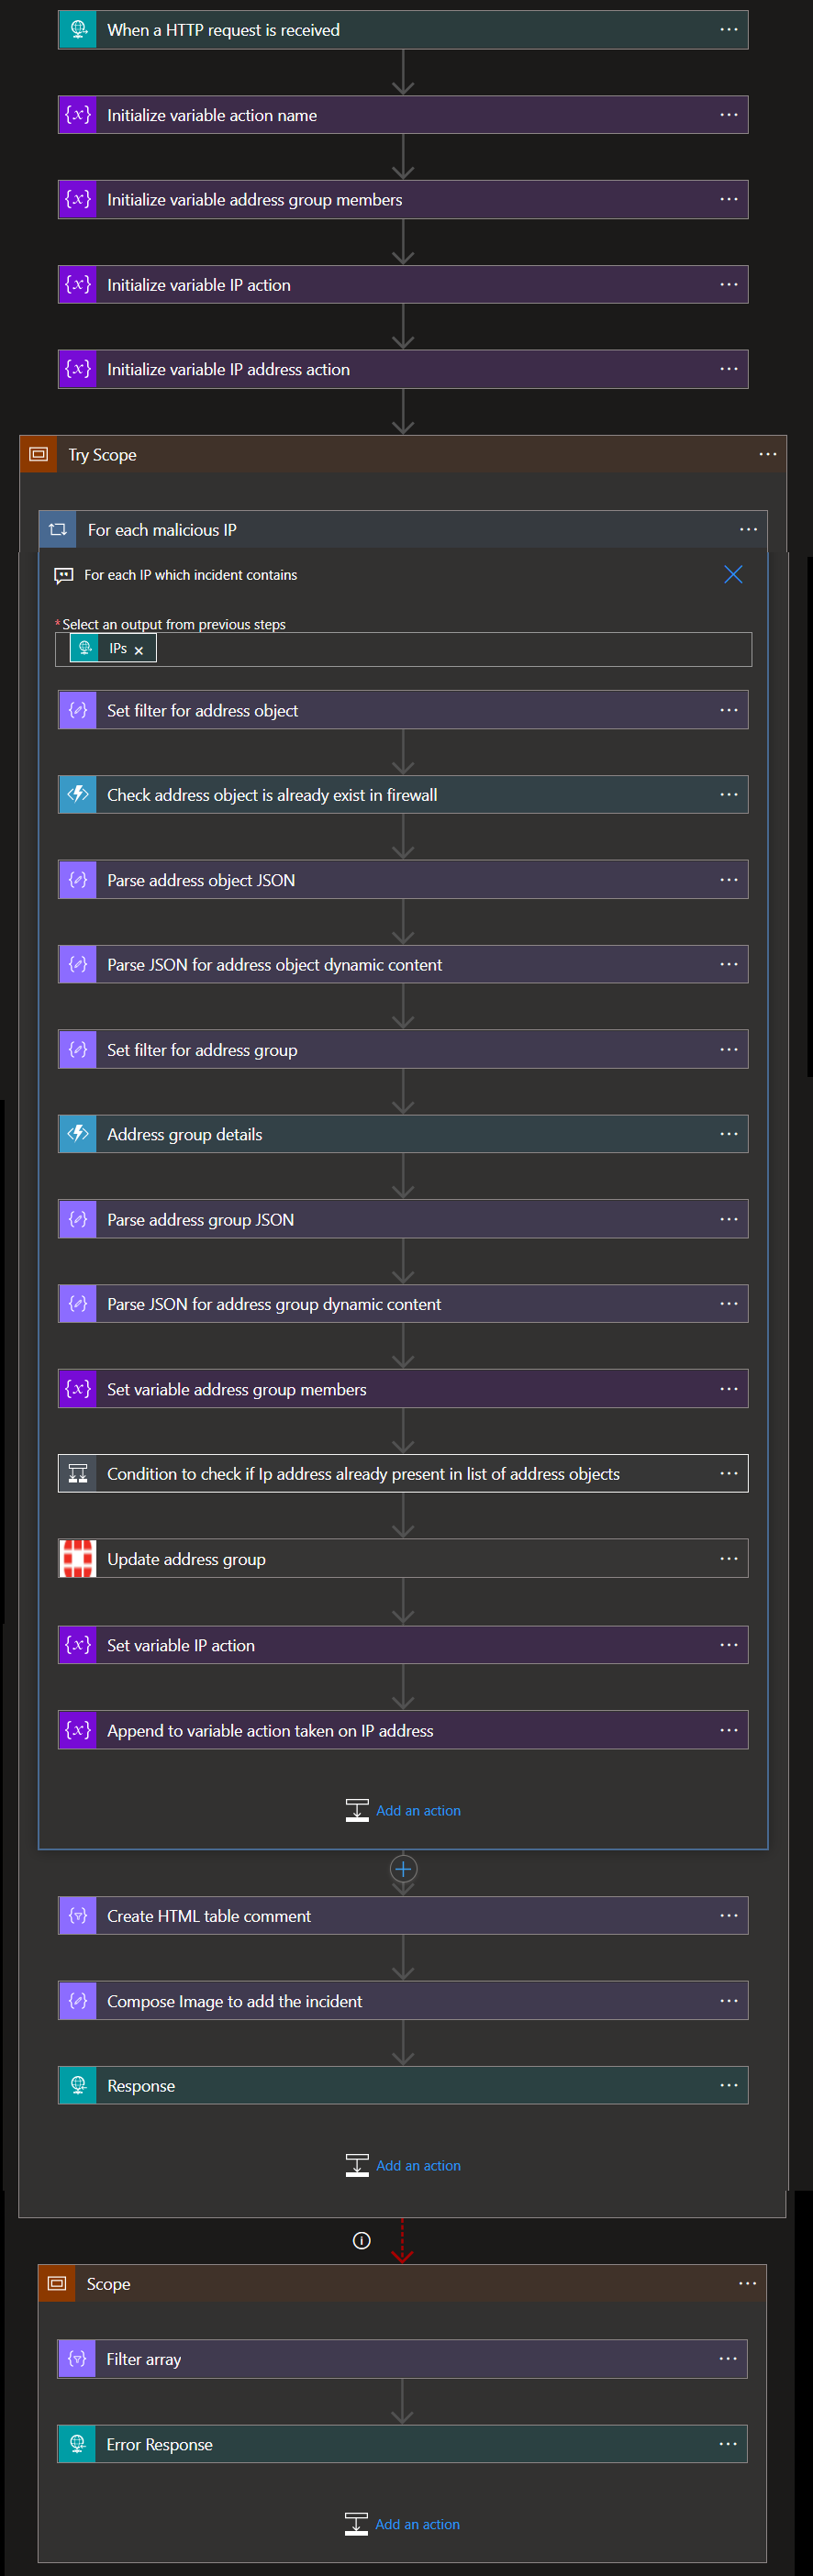 When a HTTP request is received
Initialize variable action name
Initialize variable address group members
Initialize variable IP action
Initialize variable IP address action
Try Scope
For each malicious IP
For each IP which incident contains
*Select an output from previous steps
IPs
Set filter for address object
Check address object is already exist in firewall
Parse address object JSON
Parse JSON for address object dynamic content
Set filter for address group
Address group details
Parse address group JSON
Parse JSON for address group dynamic content
Set variable address group members
Condition to check if Ip address already present in list of address objects
Update address group
Set variable IP action
Append to variable action taken on IP address
Add an action
Create HTML table comment
Compose Image to add the incident
Response
Add an action
Scope
Filter array
Error Response
Add an action